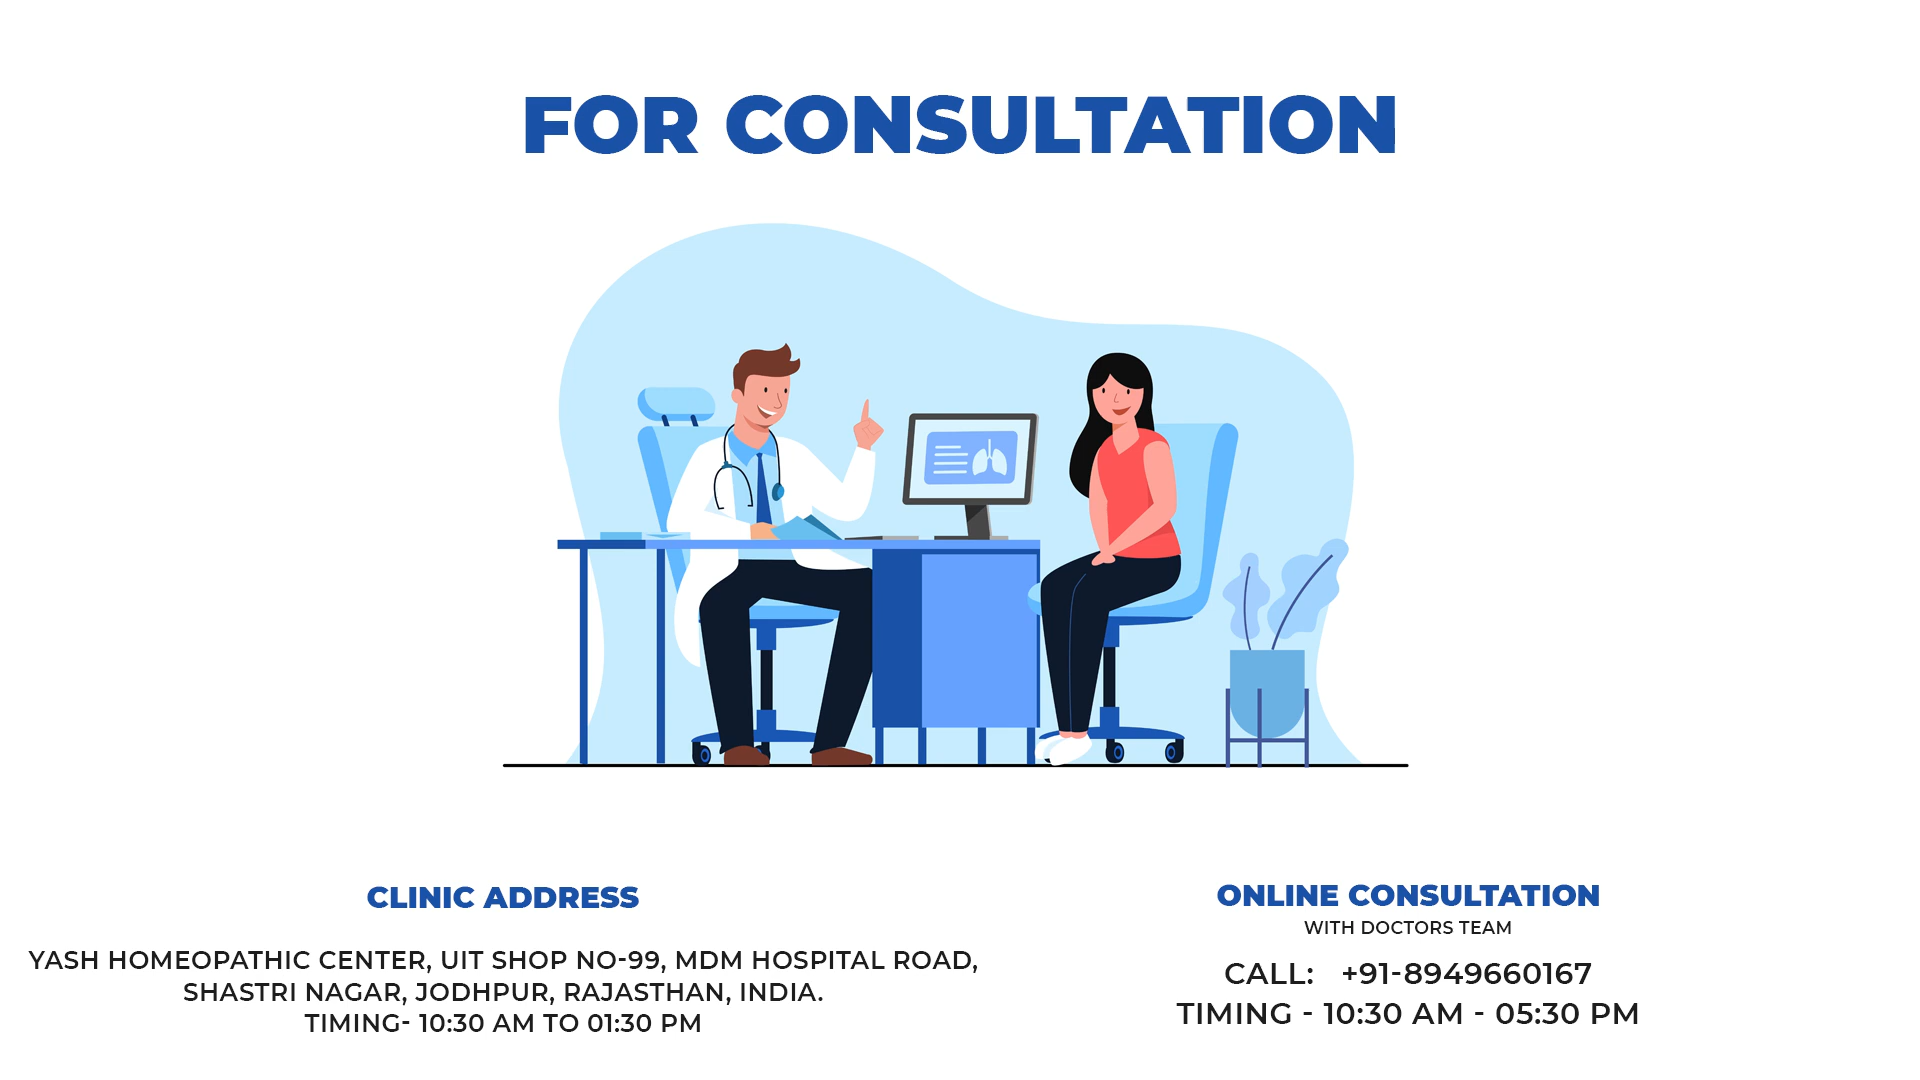 FOR CONSULTATION
CLINIC ADDRESS
YASH HOMEOPATHIC CENTER, UIT SHOP NO-99, MDM HOSPITAL ROAD,
SHASTRI NAGAR, JODHPUR, RAJASTHAN, INDIA.
TIMING- 10:30 AM TO 01:30 PM
ONLINE CONSULTATION
WITH DOCTORS TEAM
CALL: +91-8949660167
TIMING - 10:30 AM - 05:30 PM